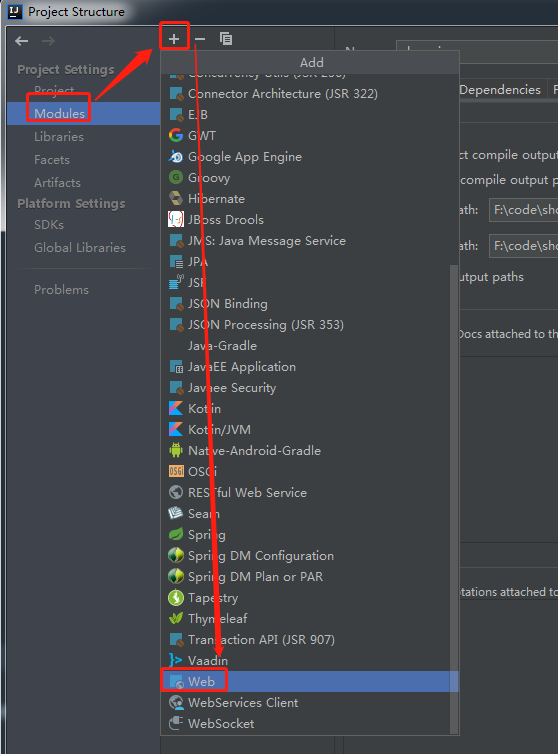 Project Structure
Add
Project Settings
Project
Modules
Libraries
Facets
Artifacts
Platform Settings
SDKs
Global Libraries
Problems
Concurrency Utils (JSR 236)
Connector Architecture (JSR 322)
EJB
GWT
Google App Engine
Groovy
Hibernate
JBoss Drools
JMS: Java Message Service
JPA
JSF
JSON Binding
JSON Processing (JSR 353)
Java-Gradle
JavaEE Application
Javaee Security
Kotlin
Kotlin/JVM
Native-Android-Gradle
OSGi
RESTful Web Service
Seam
Spring
Spring DM Configuration
Spring DM Plan or PAR
Tapestry
Thymeleaf
Transaction API (JSR 907)
Vaadin
Web
WebServices Client
WebSocket
Dependencies
compile output
compile output p
ath: F:\code\sho
ath: F:\code\sho
utput paths
Docs attached to th
tations attached to